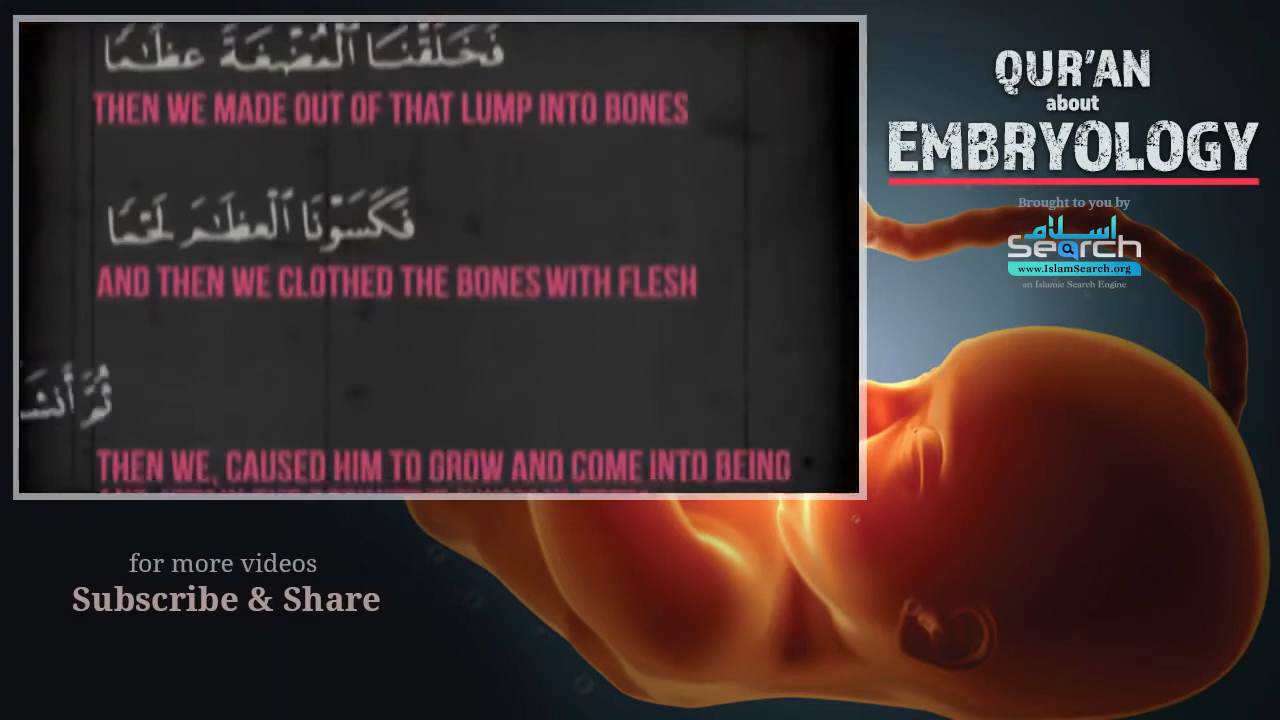 فَخَلَقْنَا ٱلْمُضْغَةَ عِظَٰمًا
THEN WE MADE OUT OF THAT LUMP INTO BONES
فَكَسَوْنَا ٱلْعِظَٰمَ لَحْمًا
AND THEN WE CLOTHED THE BONES WITH FLESH
ثُمَّ
THEN WE, CAUSED HIM TO GROW AND COME INTO BEING
QUR'AN
about
EMBRYOLOGY
Brought to you by
اسلام
Search
www.IslamSearch.org
an Islamic Search Engine
for more videos
Subscribe & Share